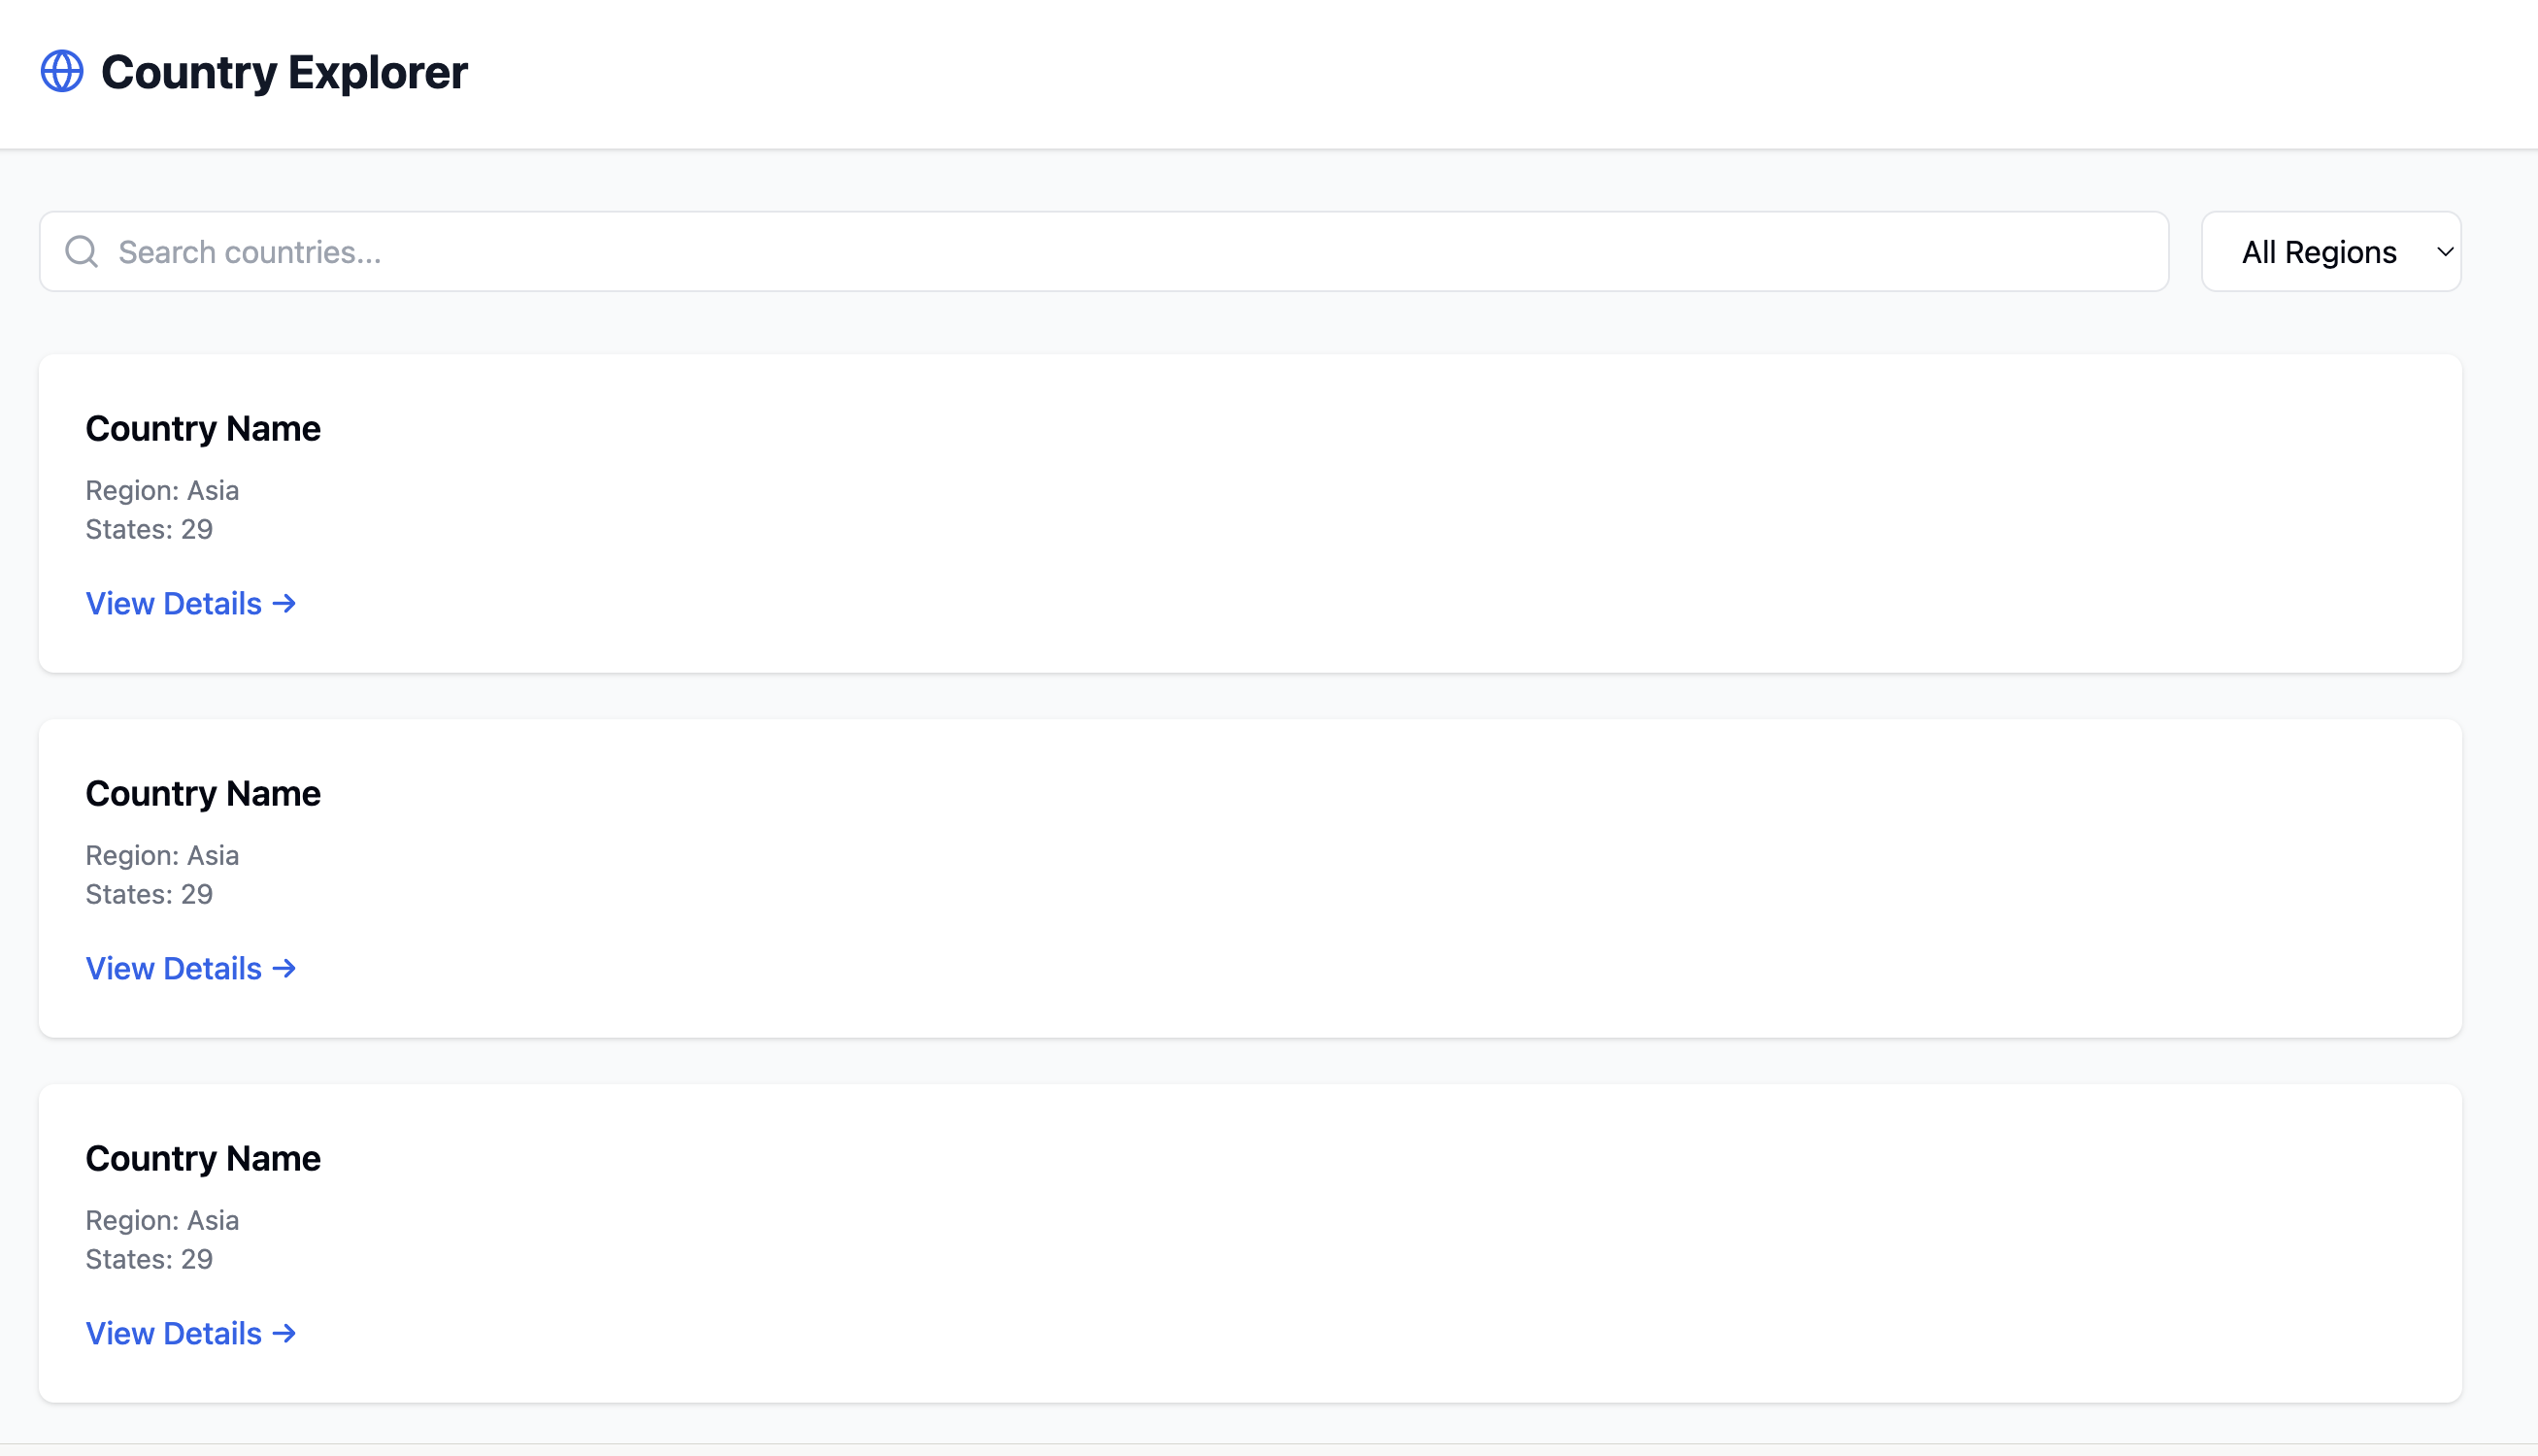 Country Explorer
Search countries...
All Regions
Country Name
Region: Asia
States: 29
View Details →
Country Name
Region: Asia
States: 29
View Details →
Country Name
Region: Asia
States: 29
View Details →